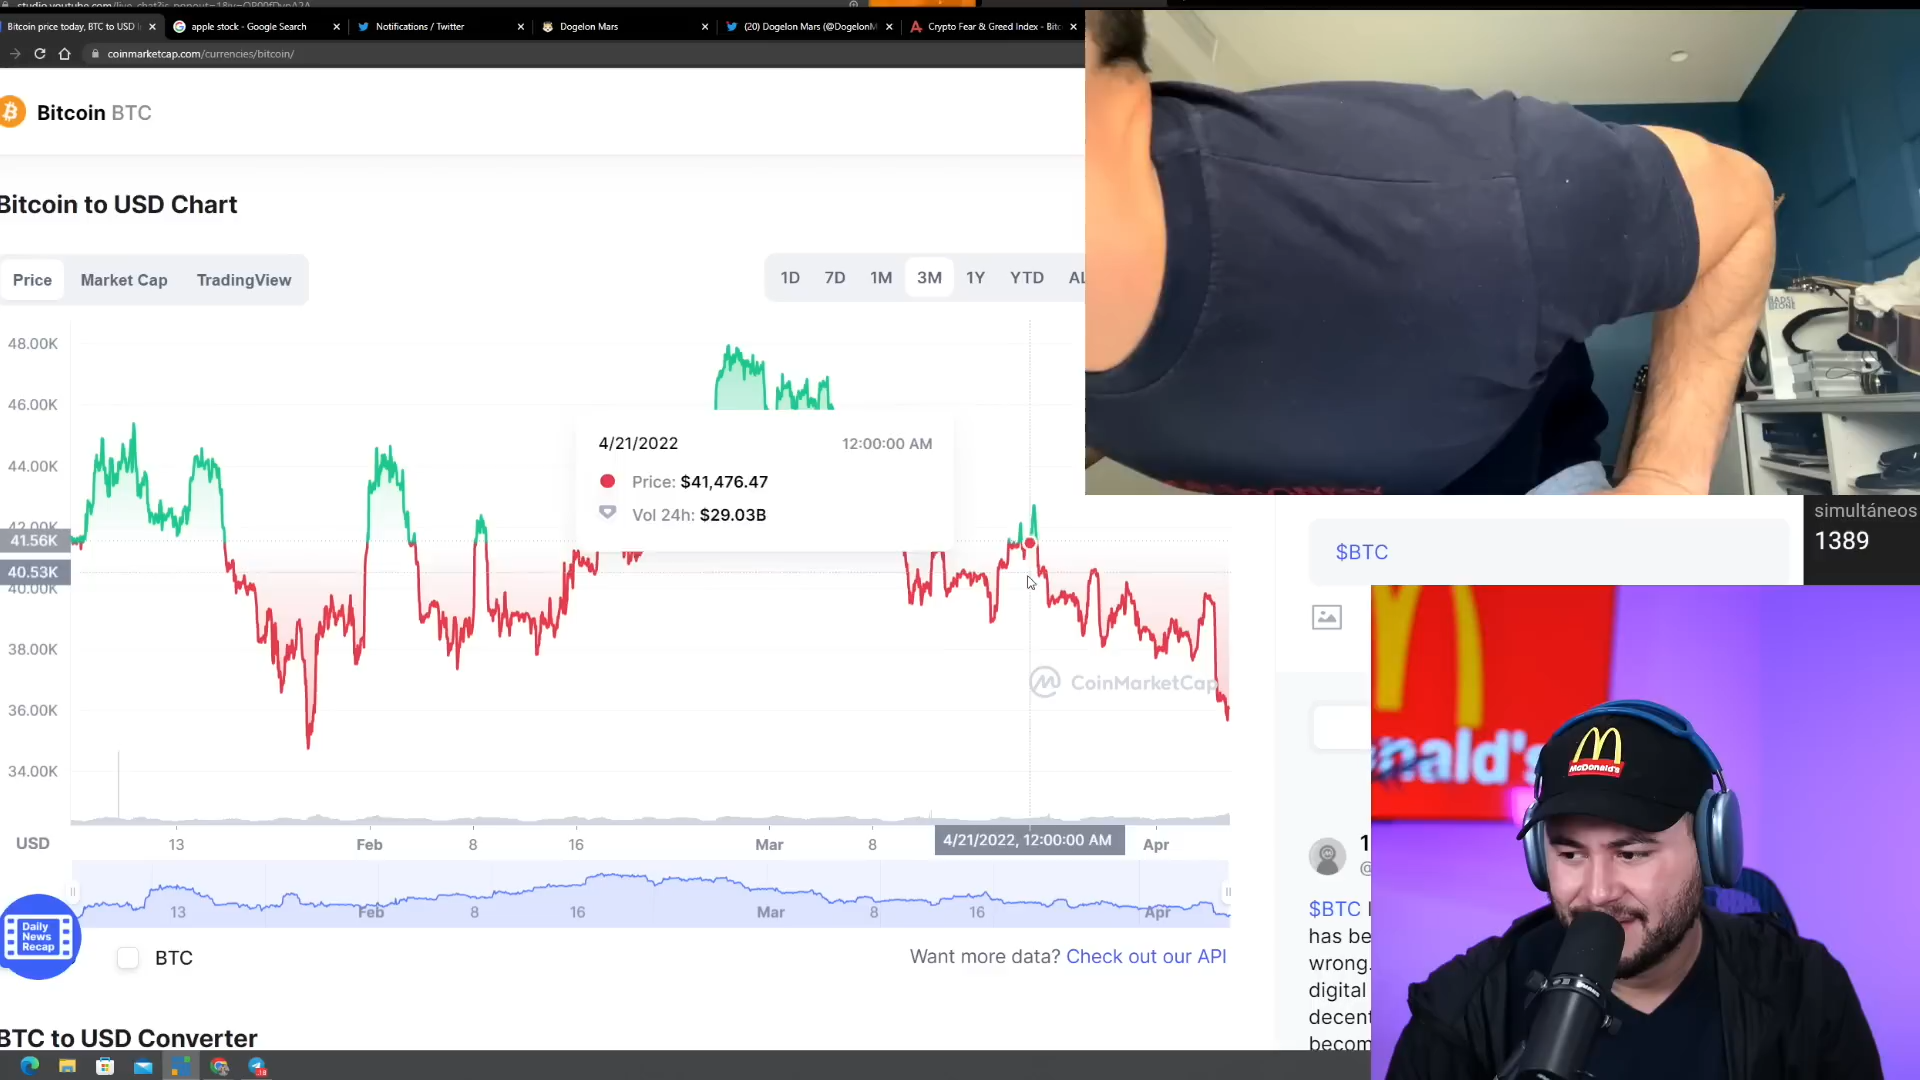 Bitcoin price today, BTC to USD
apple stock - Google Search
Notifications / Twitter
Dogelon Mars
(20) Dogelon Mars (@DogelonM
Crypto Fear & Greed Index - Bitc
coinmarketcap.com/currencies/bitcoin/
Bitcoin BTC
Bitcoin to USD Chart
Price
Market Cap
TradingView
1D
7D
1M
3M
1Y
YTD
AL
48.00K
46.00K
44.00K
42.00K
41.56K
40.53K
40.00K
38.00K
36.00K
34.00K
4/21/2022
12:00:00 AM
Price: $41,476.47
Vol 24h: $29.03B
CoinMarketCap
USD
13
Feb
8
16
Mar
8
4/21/2022, 12:00:00 AM
Apr
13
Feb
8
16
Mar
8
16
Apr
Daily
News
Recap
BTC
Want more data? Check out our API
BTC to USD Converter
simultáneos
1389
$BTC
$BTC
has be
wrong.
digital
decent
becom
McDonald's
nald's